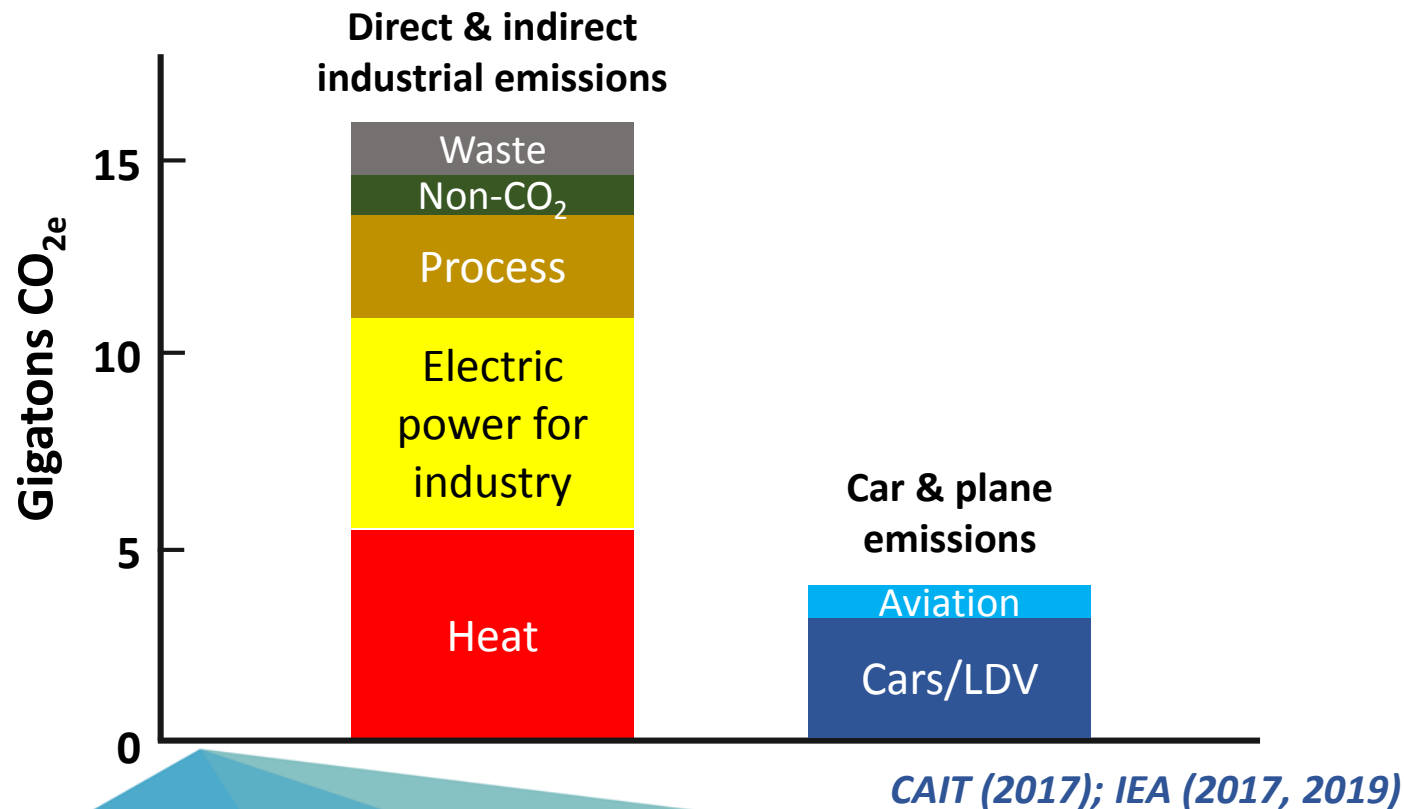 Direct & indirect
industrial emissions
Gigatons CO2e
15
10
5
0
Waste
Non-CO2
Process
Electric
power for
industry
Heat
Car & plane
emissions
Aviation
Cars/LDV
CAIT (2017); IEA (2017, 2019)